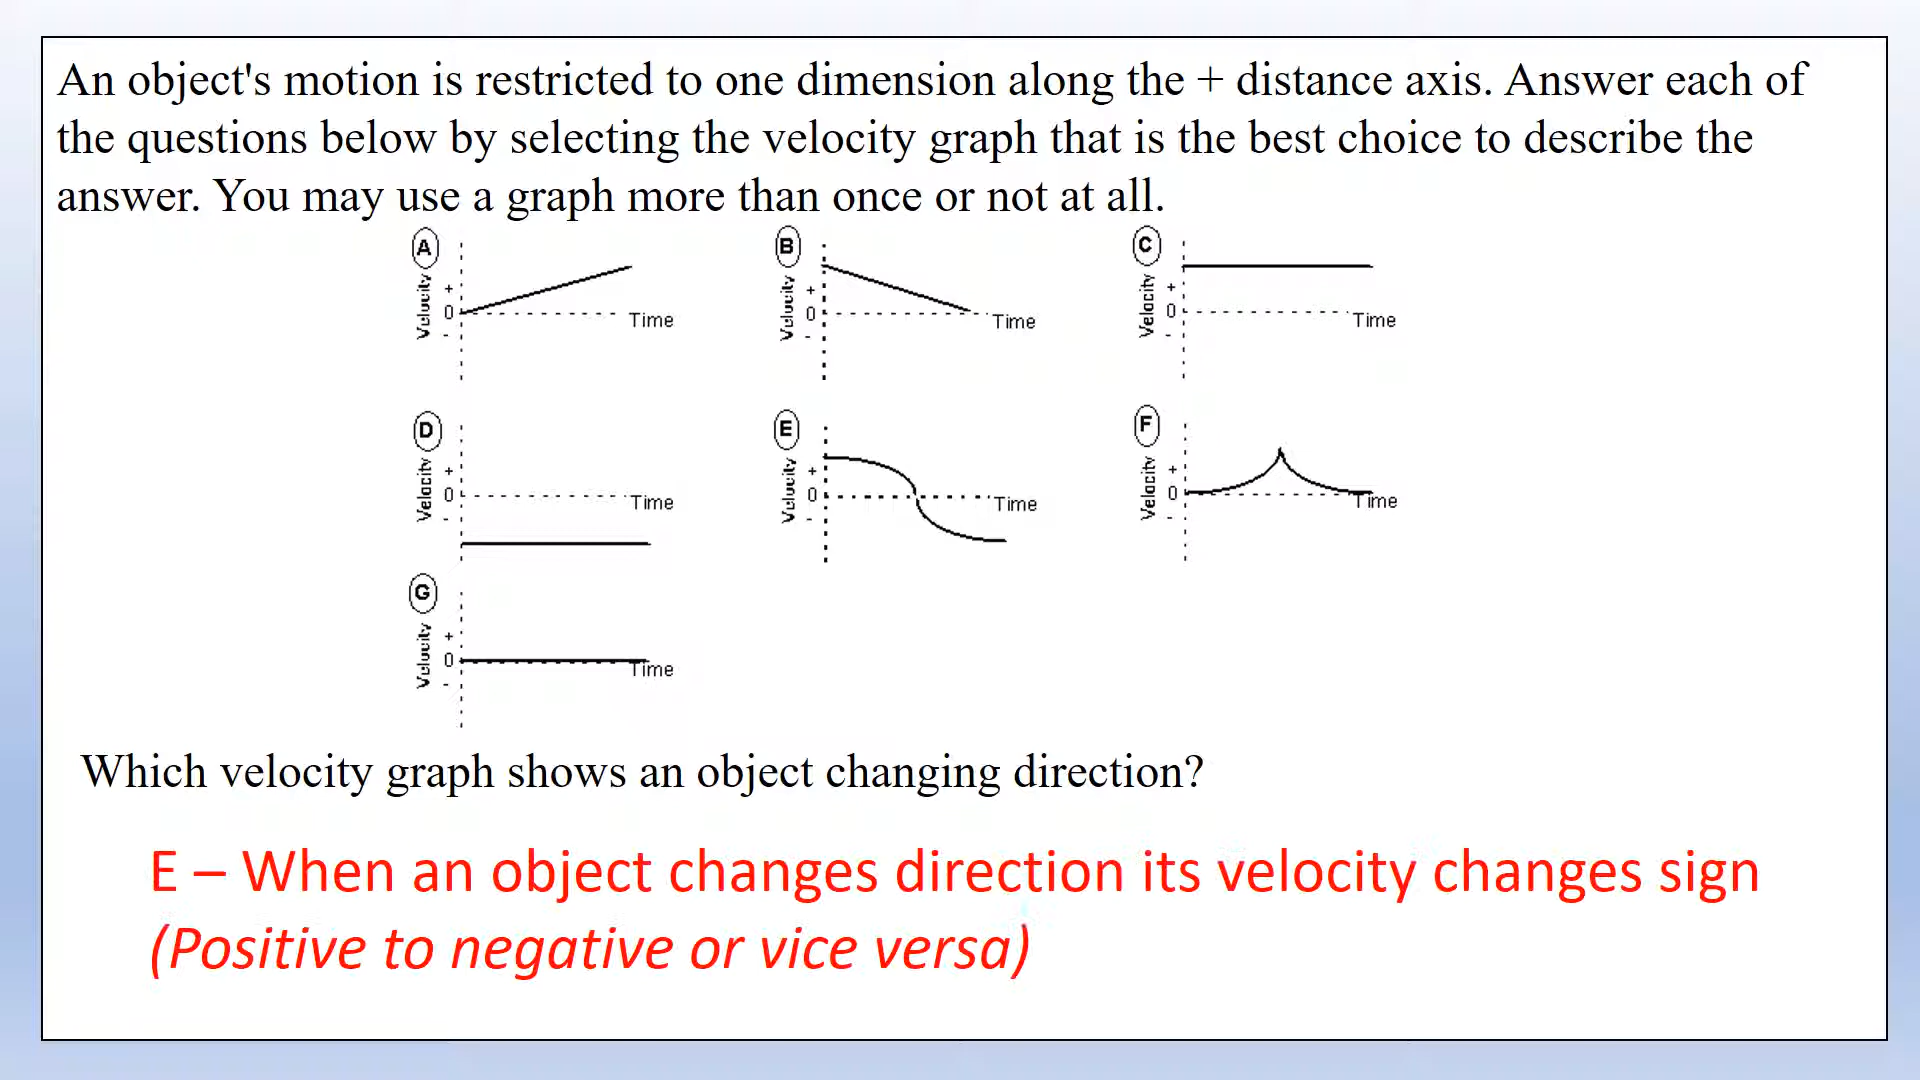 An object's motion is restricted to one dimension along the + distance axis. Answer each of
the questions below by selecting the velocity graph that is the best choice to describe the
answer. You may use a graph more than once or not at all.
A
Velocity
+
0
-
Time
B
Velocity
+
0
-
Time
C
Velocity
+
0
-
Time
D
Velocity
+
0
-
Time
E
Velocity
+
0
-
Time
F
Velocity
+
0
-
Time
G
Velocity
+
0
-
Time
Which velocity graph shows an object changing direction?
E – When an object changes direction its velocity changes sign
(Positive to negative or vice versa)